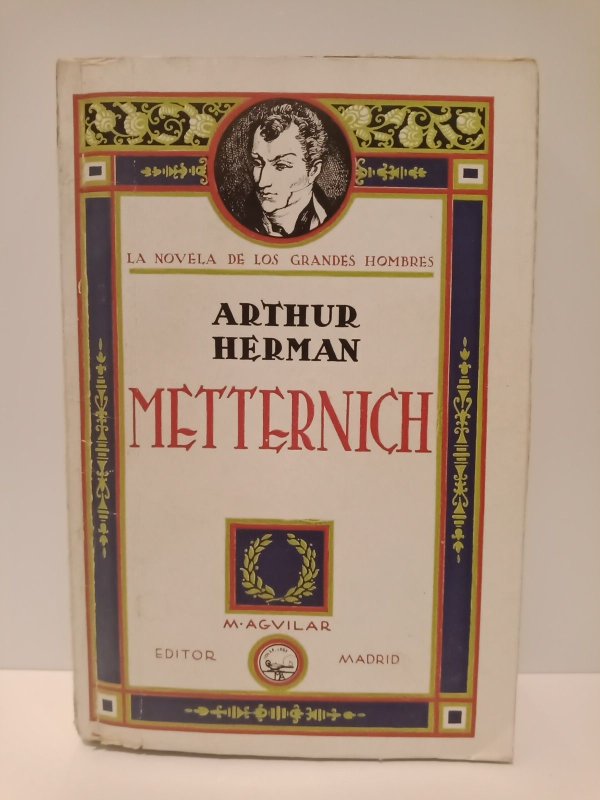 LA NOVELA DE LOS GRANDES HOMBRES
ARTHUR
HERMAN
METTERNICH
M·AGVILAR
EDITOR
MADRID